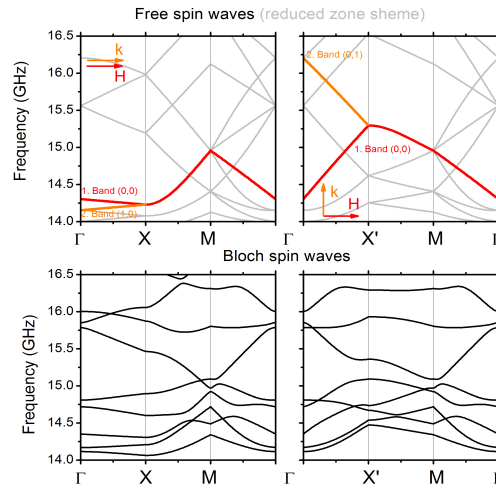 Free spin waves (reduced zone sheme)
Frequency (GHz)
16.5
16.0
15.5
15.0
14.5
14.0
k
H
1. Band (0,0)
2. Band (1,0)
Γ X M Γ
2. Band (0,1)
1. Band (0,0)
k
H
X' M Γ
Bloch spin waves
Frequency (GHz)
16.5
16.0
15.5
15.0
14.5
14.0
Γ X M Γ
X' M Γ